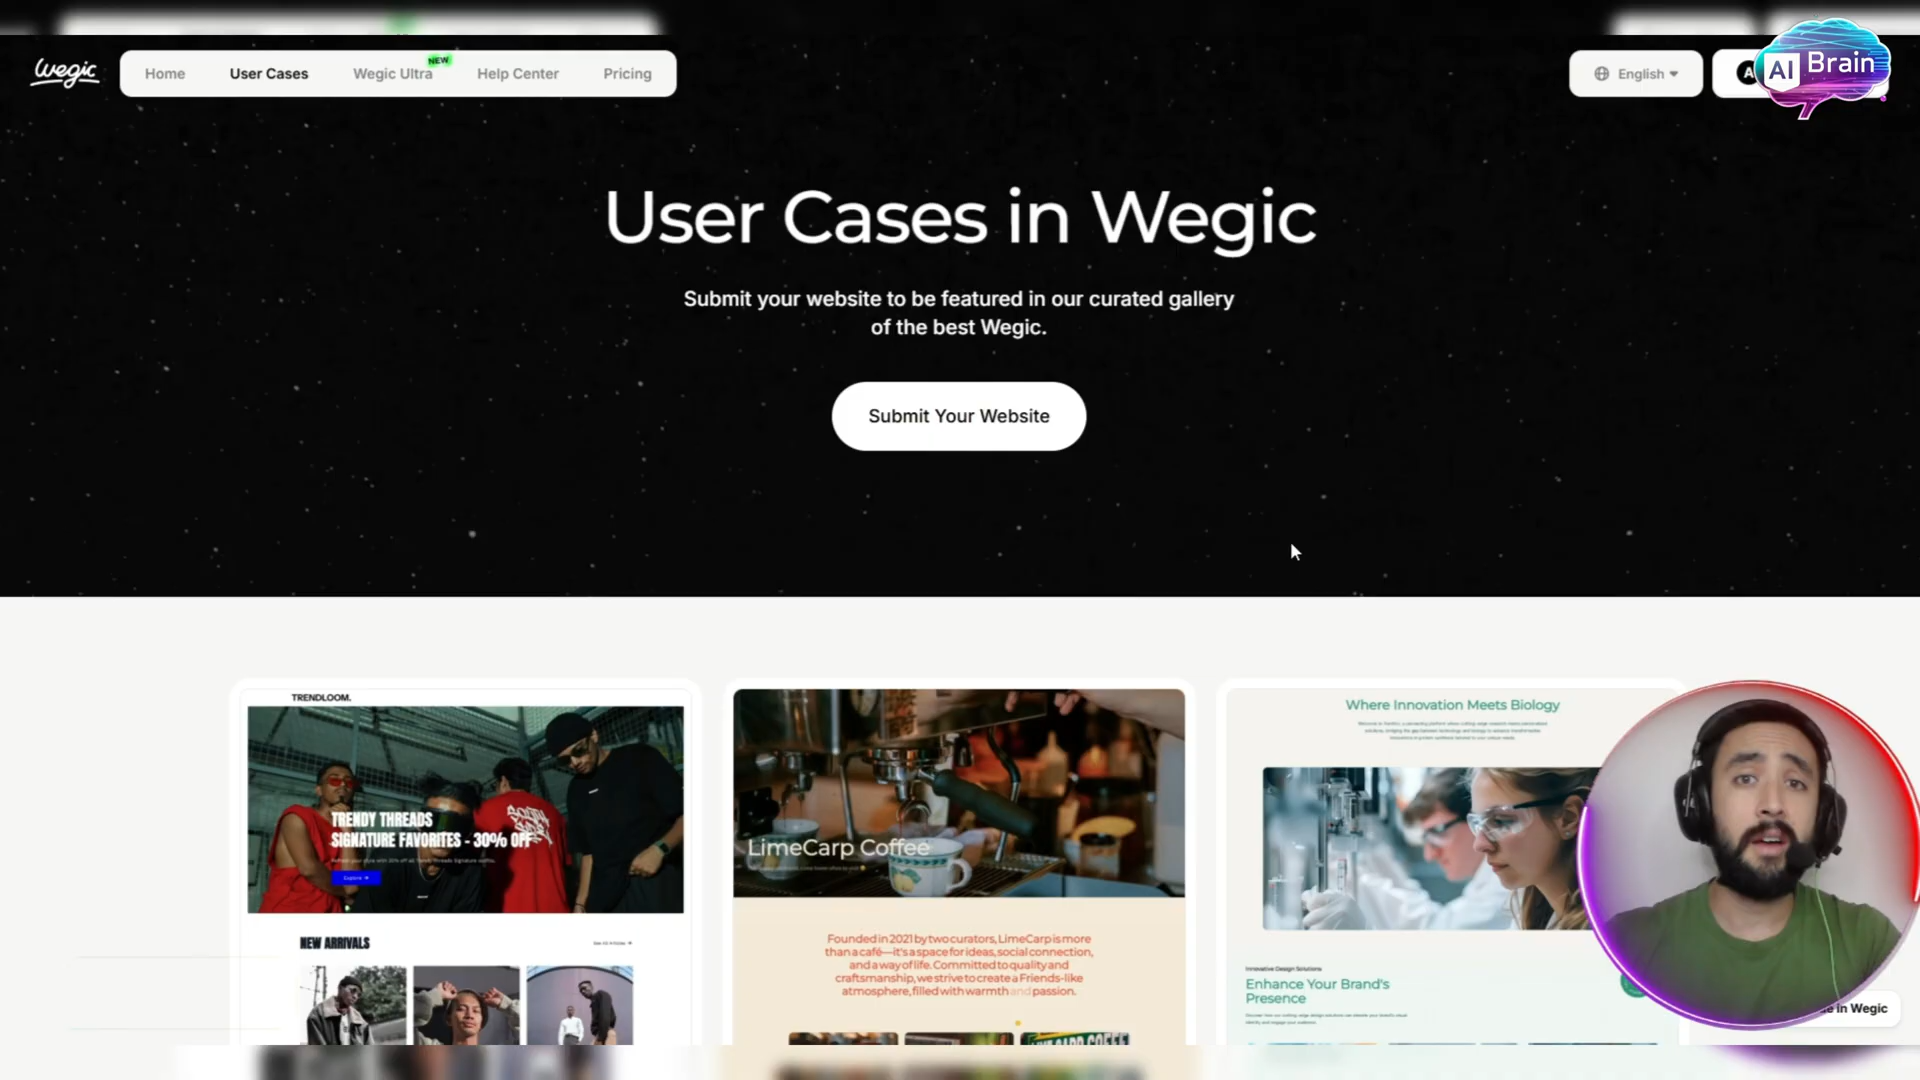 wegic
Home
User Cases
Wegic Ultra
NEW
Help Center
Pricing
English
AI Brain
User Cases in Wegic
Submit your website to be featured in our curated gallery
of the best Wegic.
Submit Your Website
TRENDLOOM.
TRENDY THREADS
SIGNATURE FAVORITES - 30% OFF
Explore →
NEW ARRIVALS
LimeCarp Coffee
Founded in 2021 by two curators, LimeCarp is more
than a café—it's a space for ideas, social connection,
and a way of life. Committed to quality and
craftsmanship, we strive to create a Friends-like
atmosphere, filled with warmth and passion.
Where Innovation Meets Biology
Innovative Design Solutions
Enhance Your Brand's
Presence
in Wegic